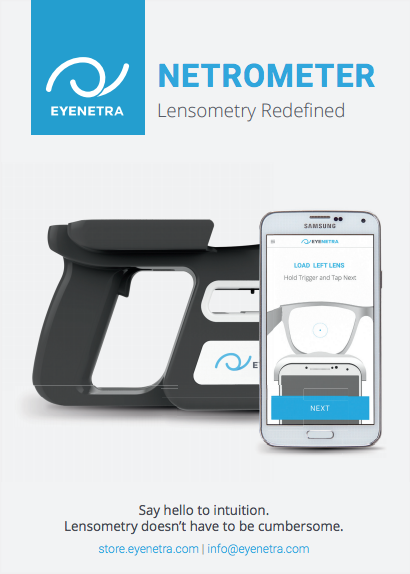 EYENETRA
NETROMETER
Lensometry Redefined
SAMSUNG
EYENETRA
LOAD LEFT LENS
Hold Trigger and Tap Next
E
NEXT
Say hello to intuition.
Lensometry doesn't have to be cumbersome.
store.eyenetra.com | info@eyenetra.com